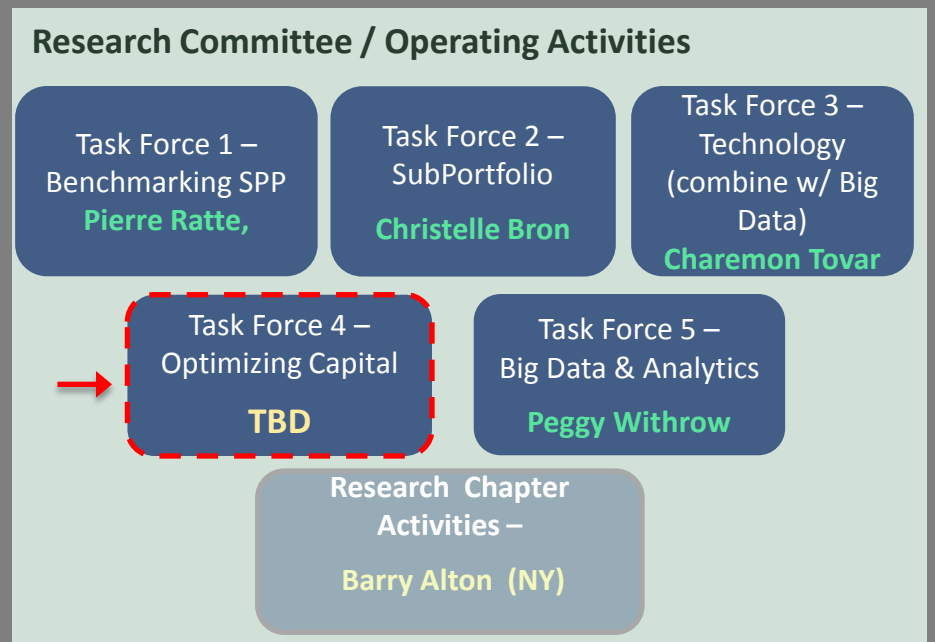 Research Committee / Operating Activities
Task Force 1 –
Benchmarking SPP
Pierre Ratte,
Task Force 2 –
SubPortfolio
Christelle Bron
Task Force 3 –
Technology
(combine w/ Big
Data)
Charemon Tovar
Task Force 4 –
Optimizing Capital
TBD
Task Force 5 –
Big Data & Analytics
Peggy Withrow
Research Chapter
Activities –
Barry Alton (NY)